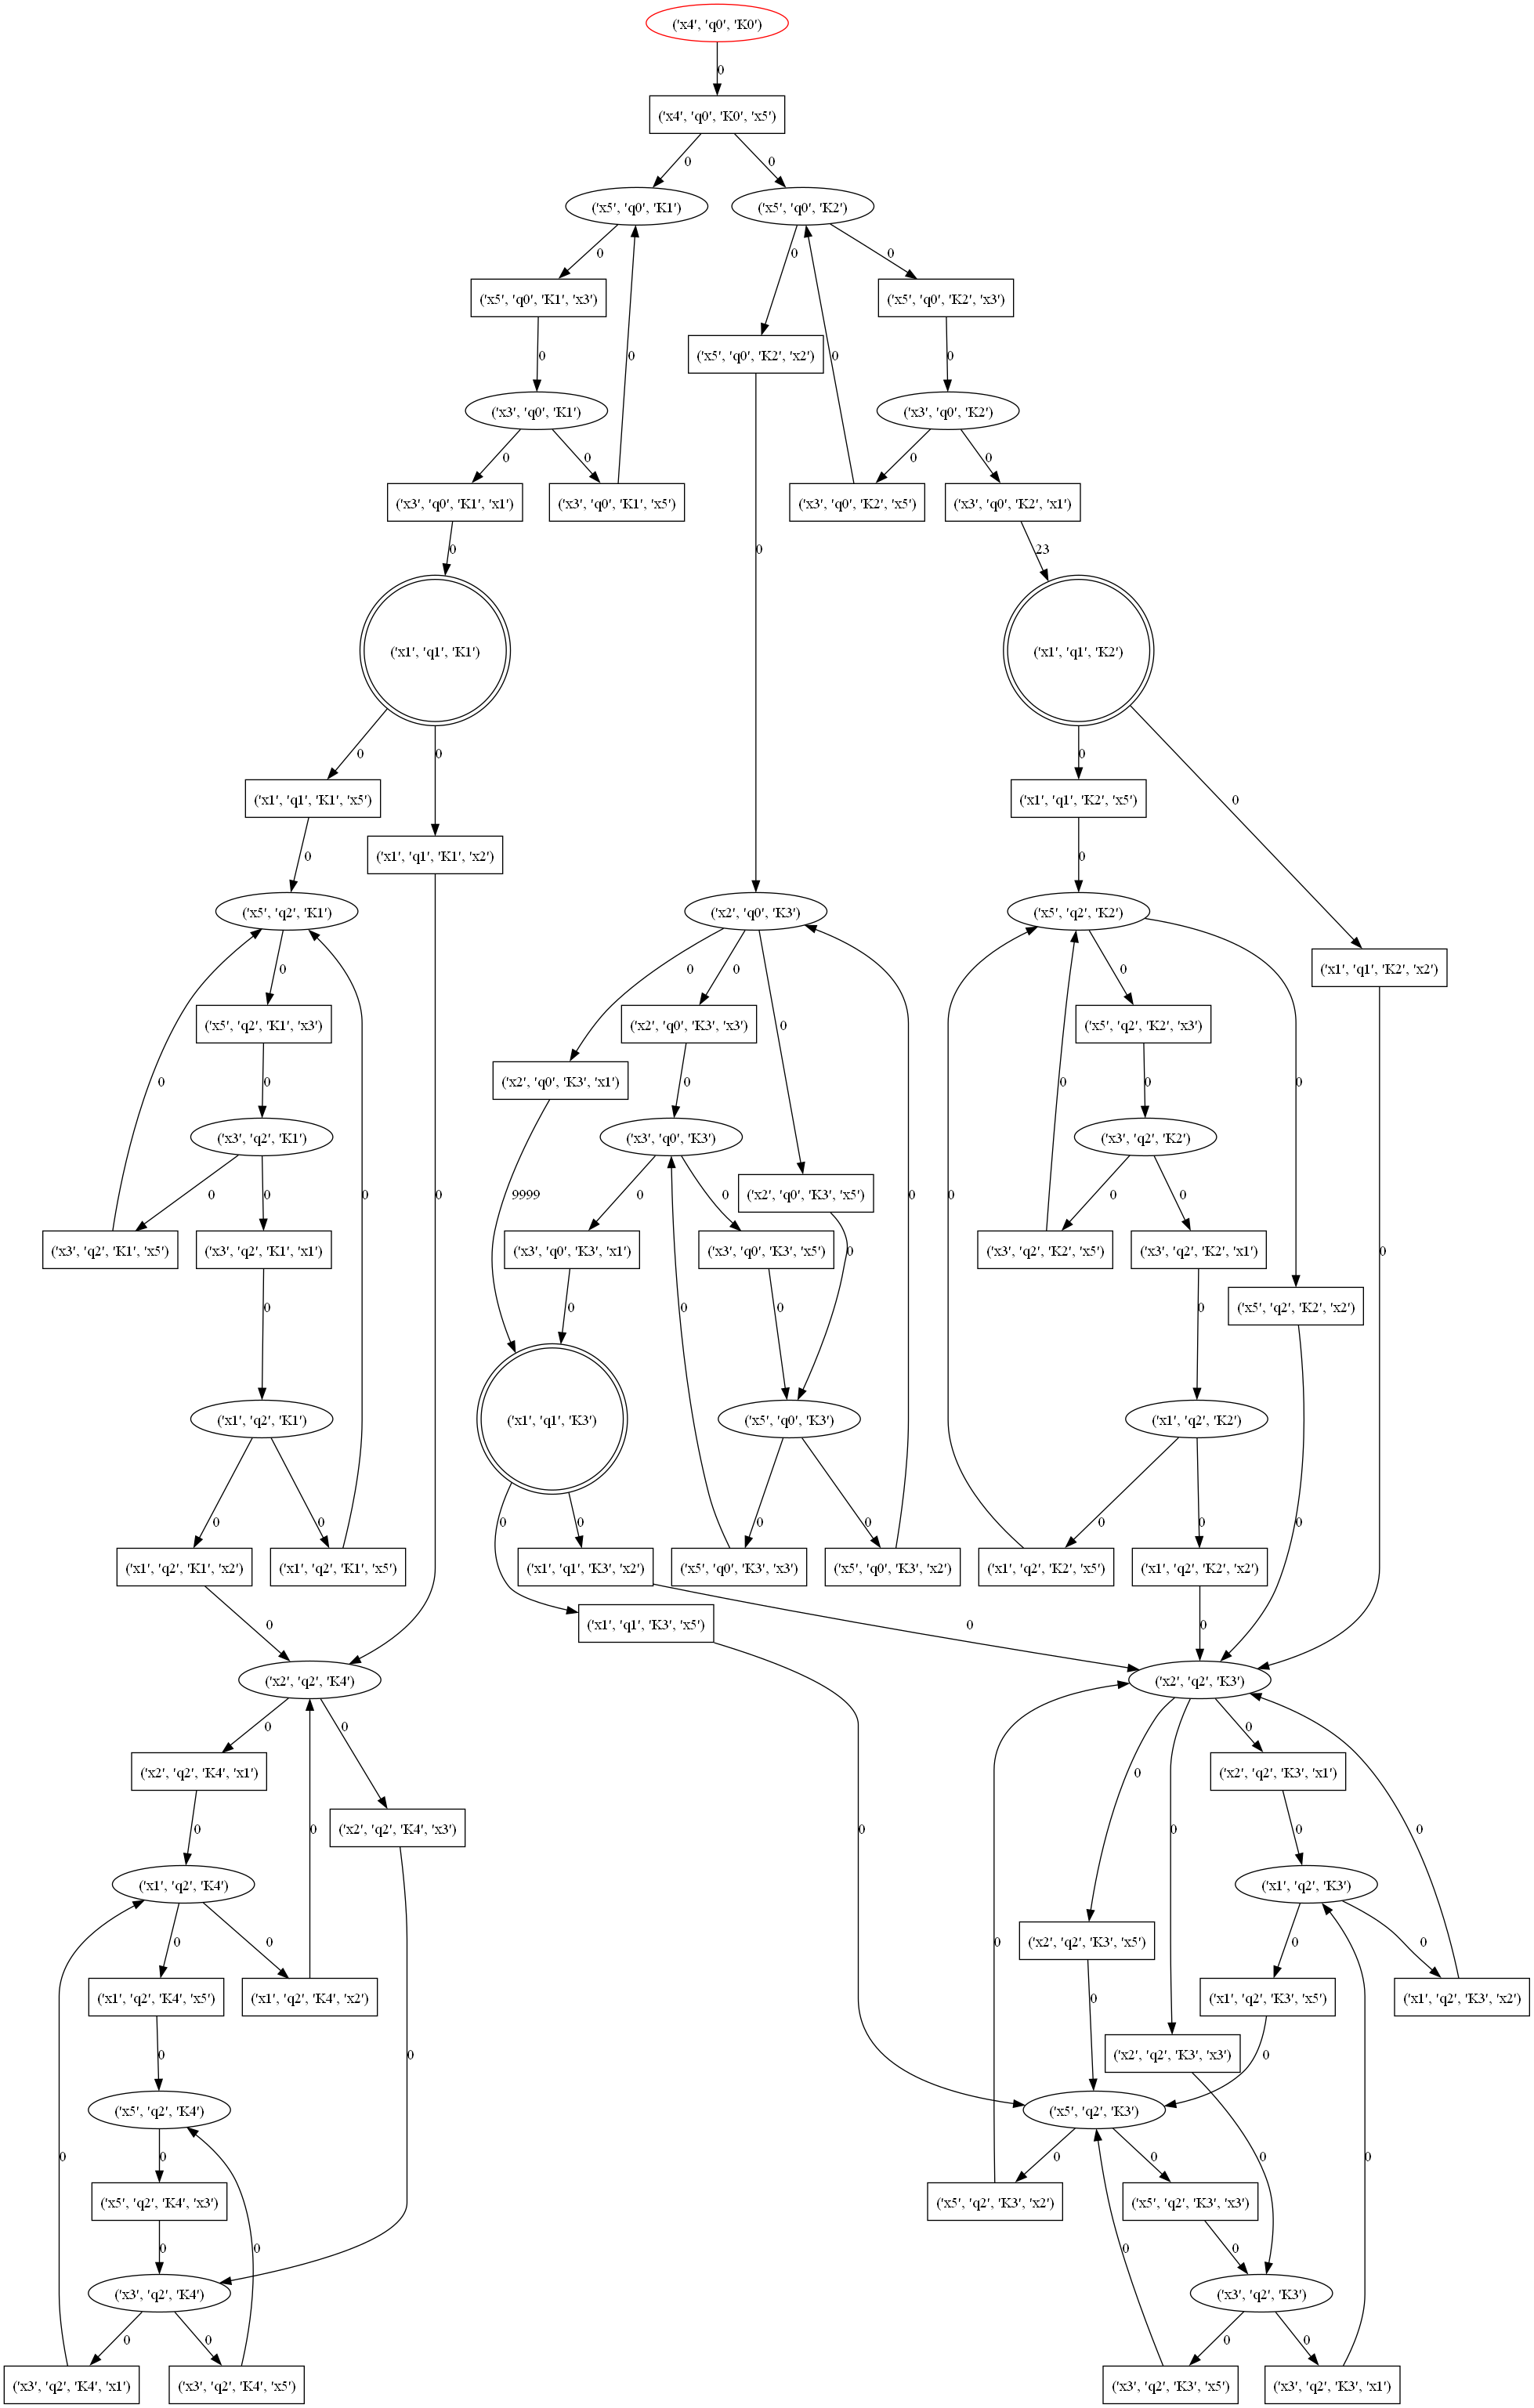 ('x4', 'q0', 'K0')
0
('x4', 'q0', 'K0', 'x5')
0 0
('x5', 'q0', 'K1') ('x5', 'q0', 'K2')
0 0 0
('x5', 'q0', 'K1', 'x3') ('x5', 'q0', 'K2', 'x3')
('x5', 'q0', 'K2', 'x2')
0 0 0 0
('x3', 'q0', 'K1') ('x3', 'q0', 'K2')
0 0 0 0
('x3', 'q0', 'K1', 'x1') ('x3', 'q0', 'K1', 'x5') ('x3', 'q0', 'K2', 'x5') ('x3', 'q0', 'K2', 'x1')
0 0 23
('x1', 'q1', 'K1') ('x1', 'q1', 'K2')
0 0 0
('x1', 'q1', 'K1', 'x5') ('x1', 'q1', 'K2', 'x5') 0
('x1', 'q1', 'K1', 'x2')
0 0
('x5', 'q2', 'K1') ('x2', 'q0', 'K3') ('x5', 'q2', 'K2')
0 0 0 0 ('x1', 'q1', 'K2', 'x2')
('x5', 'q2', 'K1', 'x3') ('x2', 'q0', 'K3', 'x3') 0 ('x5', 'q2', 'K2', 'x3')
0 0 ('x2', 'q0', 'K3', 'x1') 0 0 0 0
('x3', 'q2', 'K1') ('x3', 'q0', 'K3') ('x3', 'q2', 'K2')
0 0 0 9999 0 0 ('x2', 'q0', 'K3', 'x5') 0 0 0 0
('x3', 'q2', 'K1', 'x5') ('x3', 'q2', 'K1', 'x1') ('x3', 'q0', 'K3', 'x1') ('x3', 'q0', 'K3', 'x5') 0 ('x3', 'q2', 'K2', 'x5') ('x3', 'q2', 'K2', 'x1') 0
0 0 0 0 0 ('x5', 'q2', 'K2', 'x2')
('x1', 'q2', 'K1') ('x1', 'q1', 'K3') ('x5', 'q0', 'K3') ('x1', 'q2', 'K2')
0 0 0 0 0 0 0 0 0
('x1', 'q2', 'K1', 'x2') ('x1', 'q2', 'K1', 'x5') ('x1', 'q1', 'K3', 'x2') ('x5', 'q0', 'K3', 'x3') ('x5', 'q0', 'K3', 'x2') ('x1', 'q2', 'K2', 'x5') ('x1', 'q2', 'K2', 'x2')
0 ('x1', 'q1', 'K3', 'x5') 0 0
('x2', 'q2', 'K4') ('x2', 'q2', 'K3')
0 0 0
('x2', 'q2', 'K4', 'x1') 0 ('x2', 'q2', 'K3', 'x1')
0 0 ('x2', 'q2', 'K4', 'x3') 0 0 0 0
('x1', 'q2', 'K4') ('x1', 'q2', 'K3')
0 0 ('x2', 'q2', 'K3', 'x5') 0 0
('x1', 'q2', 'K4', 'x5') ('x1', 'q2', 'K4', 'x2') 0 ('x1', 'q2', 'K3', 'x5') ('x1', 'q2', 'K3', 'x2')
0 0 ('x2', 'q2', 'K3', 'x3') 0
('x5', 'q2', 'K4') ('x5', 'q2', 'K3')
0 0 0 0 0 0
('x5', 'q2', 'K4', 'x3') ('x5', 'q2', 'K3', 'x2') ('x5', 'q2', 'K3', 'x3')
0 0 0 0
('x3', 'q2', 'K4') ('x3', 'q2', 'K3')
0 0 0 0
('x3', 'q2', 'K4', 'x1') ('x3', 'q2', 'K4', 'x5') ('x3', 'q2', 'K3', 'x5') ('x3', 'q2', 'K3', 'x1')